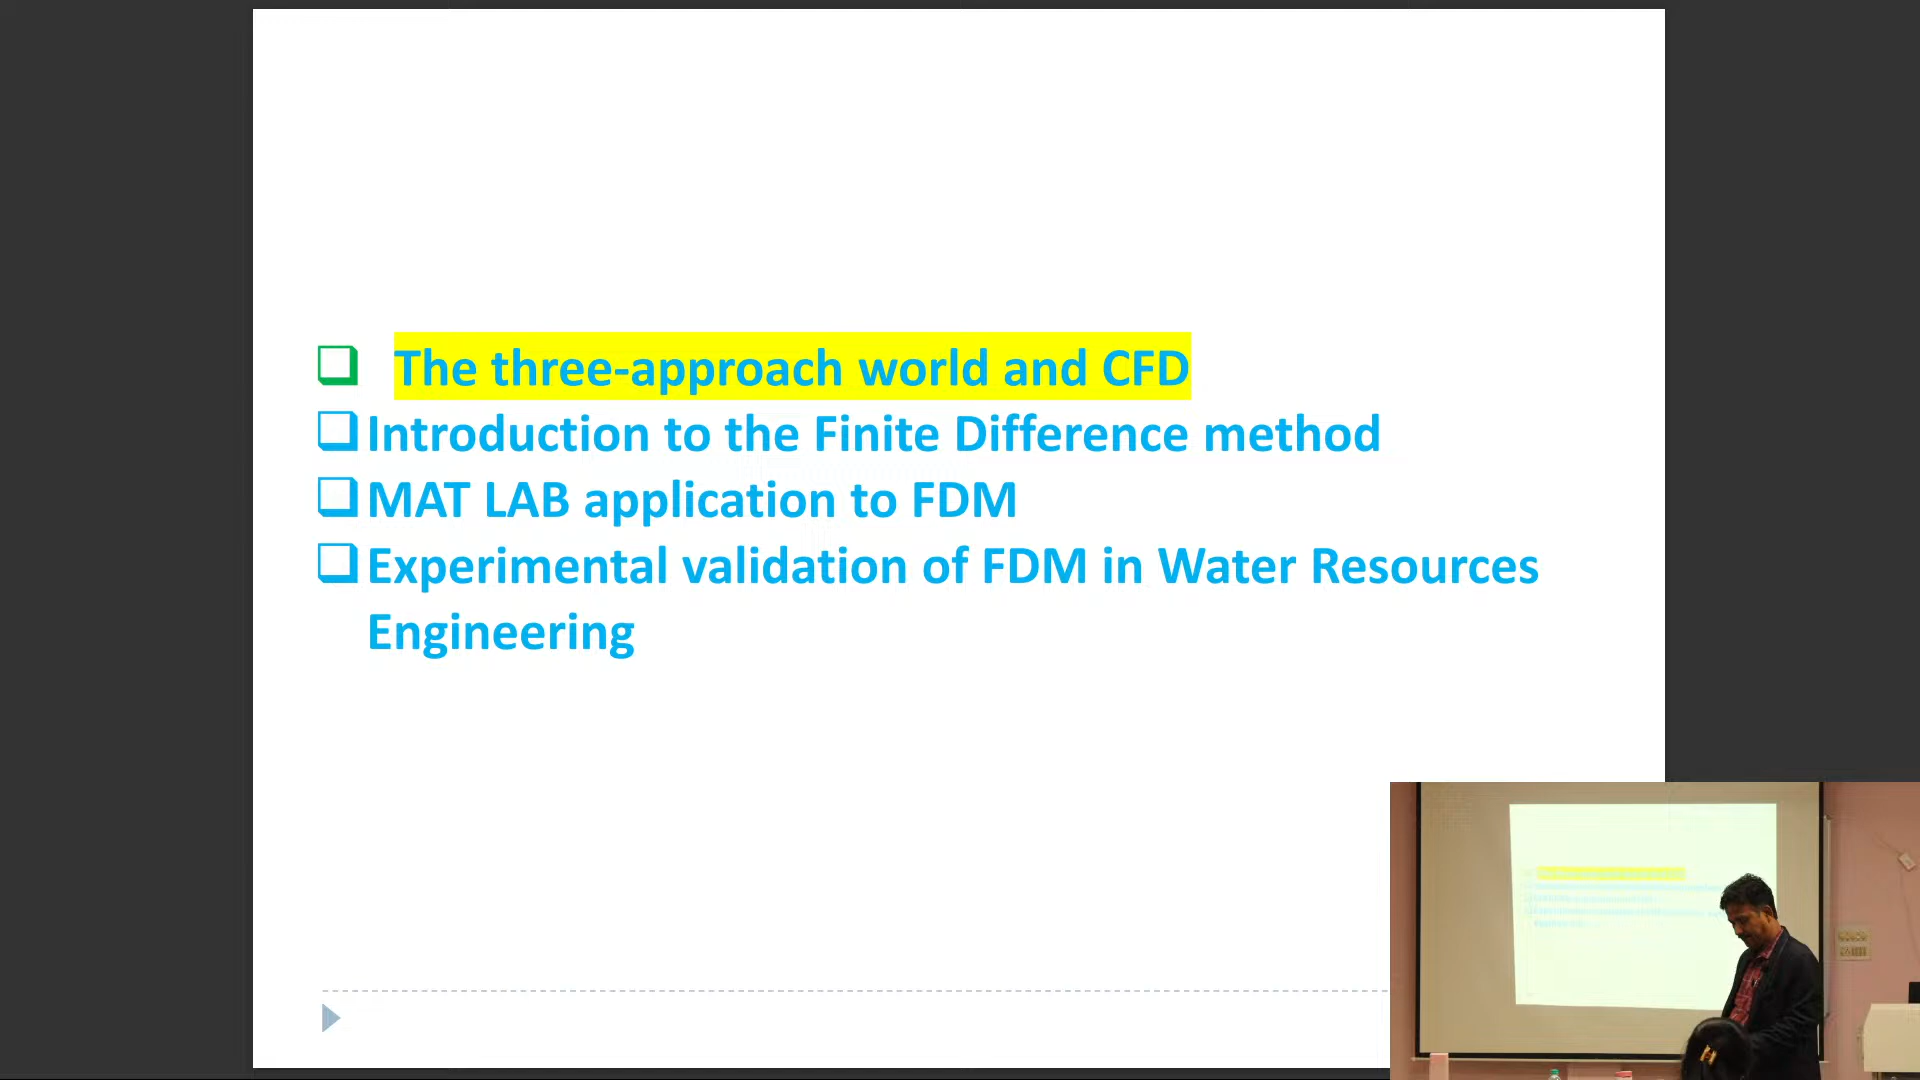 The three-approach world and CFD
Introduction to the Finite Difference method
MAT LAB application to FDM
Experimental validation of FDM in Water Resources
Engineering